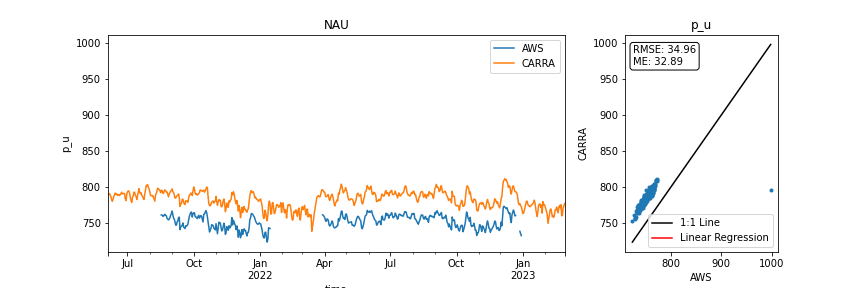 NAU
p_u
1000
950
900
850
800
750
p_u
AWS
CARRA
Jul
Oct
Jan
2022
Apr
Jul
Oct
Jan
2023
p_u
1000
950
900
850
800
750
CARRA
RMSE: 34.96
ME: 32.89
1:1 Line
Linear Regression
800
900
1000
AWS